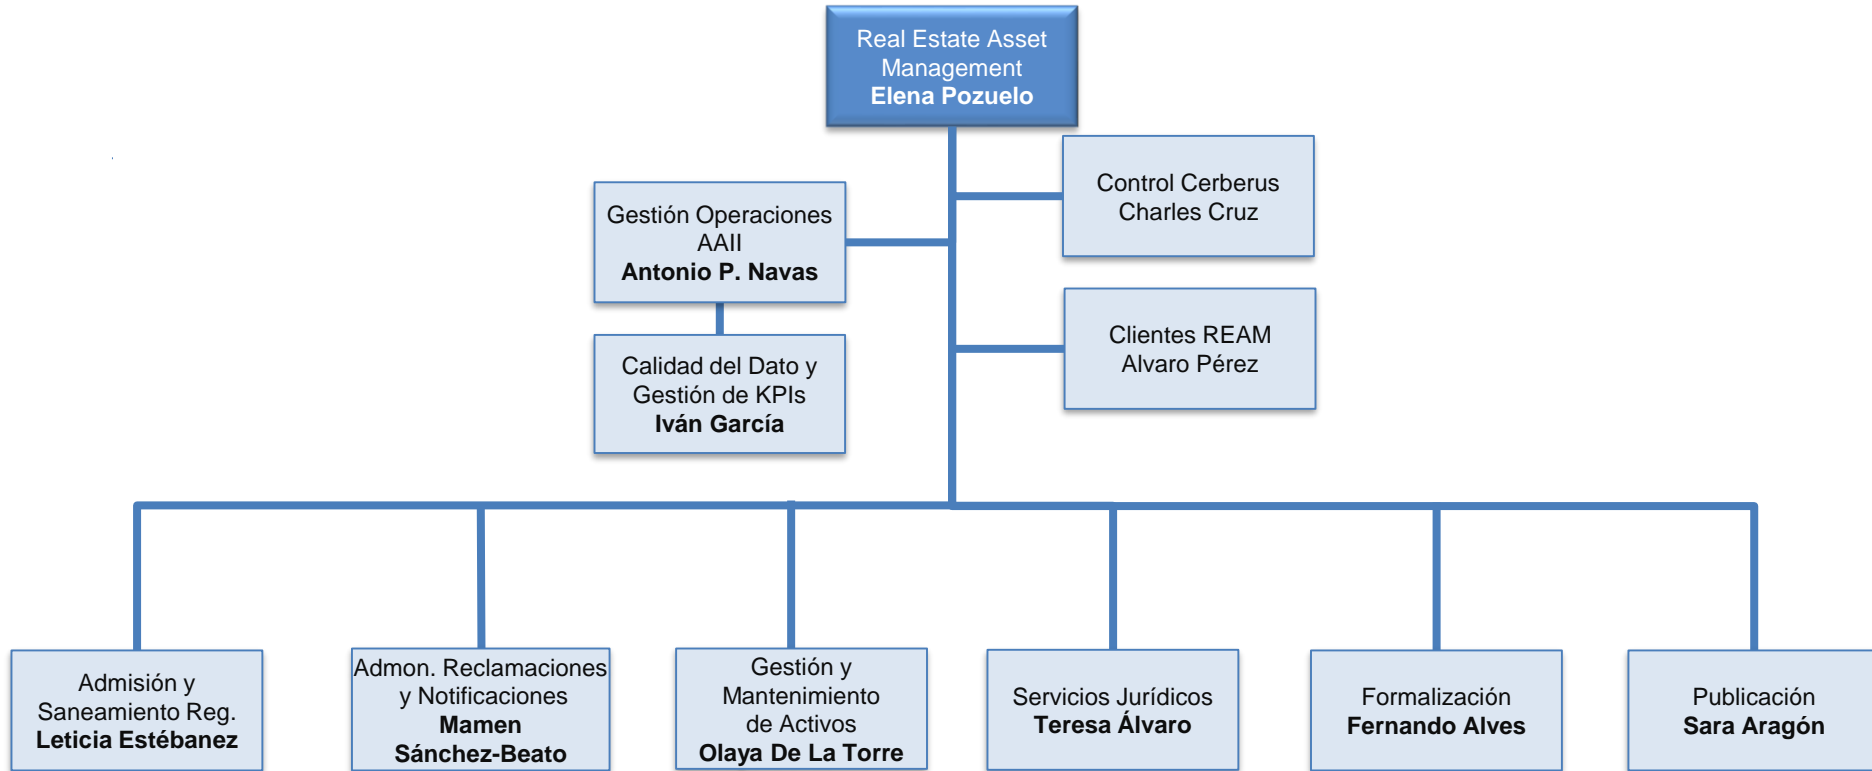 Real Estate Asset
Management
Elena Pozuelo
Control Cerberus
Charles Cruz
Gestión Operaciones
AAII
Antonio P. Navas
Clientes REAM
Alvaro Pérez
Calidad del Dato y
Gestión de KPIs
Iván García
Admisión y
Saneamiento Reg.
Leticia Estébanez
Admon. Reclamaciones
y Notificaciones
Mamen
Sánchez-Beato
Gestión y
Mantenimiento
de Activos
Olaya De La Torre
Servicios Jurídicos
Teresa Álvaro
Formalización
Fernando Alves
Publicación
Sara Aragón